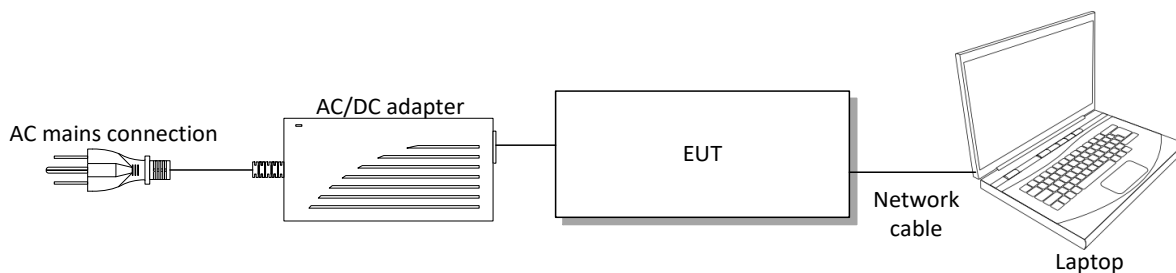 AC mains connection
AC/DC adapter
EUT
Network
cable
Laptop